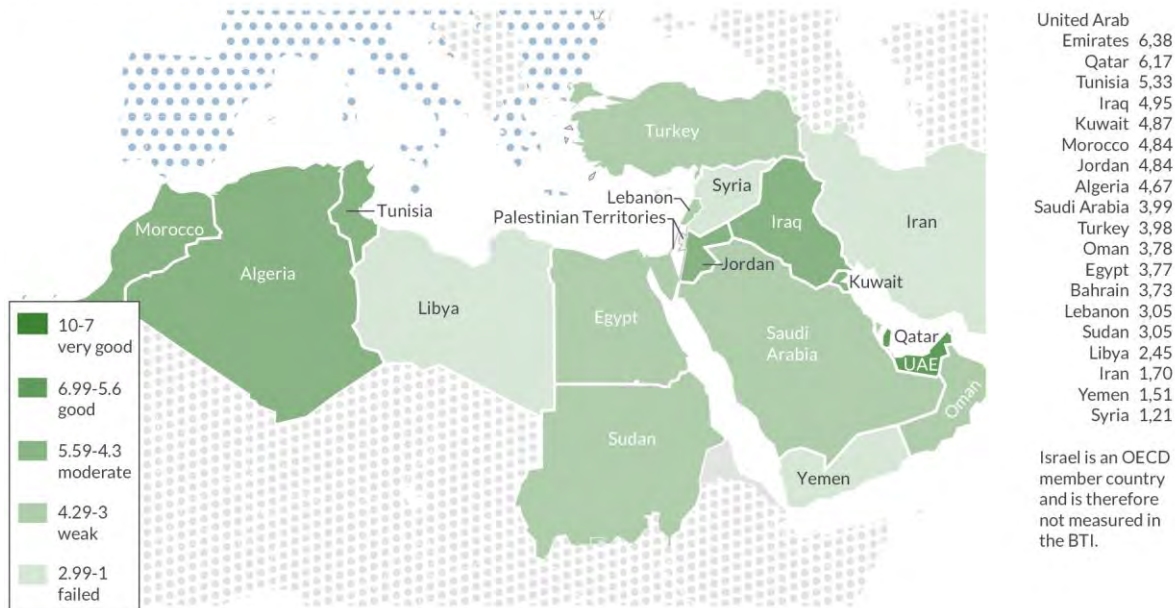 Turkey
Syria
Lebanon
Palestinian Territories
Tunisia
Morocco
Algeria
Iraq
Iran
Jordan
Kuwait
Libya
Egypt
Saudi
Arabia
Qatar
UAE
Oman
Sudan
Yemen
10-7
very good
6.99-5.6
good
5.59-4.3
moderate
4.29-3
weak
2.99-1
failed
United Arab
Emirates 6,38
Qatar 6,17
Tunisia 5,33
Iraq 4,95
Kuwait 4,87
Morocco 4,84
Jordan 4,84
Algeria 4,67
Saudi Arabia 3,99
Turkey 3,98
Oman 3,78
Egypt 3,77
Bahrain 3,73
Lebanon 3,05
Sudan 3,05
Libya 2,45
Iran 1,70
Yemen 1,51
Syria 1,21
Israel is an OECD
member country
and is therefore
not measured in
the BTI.